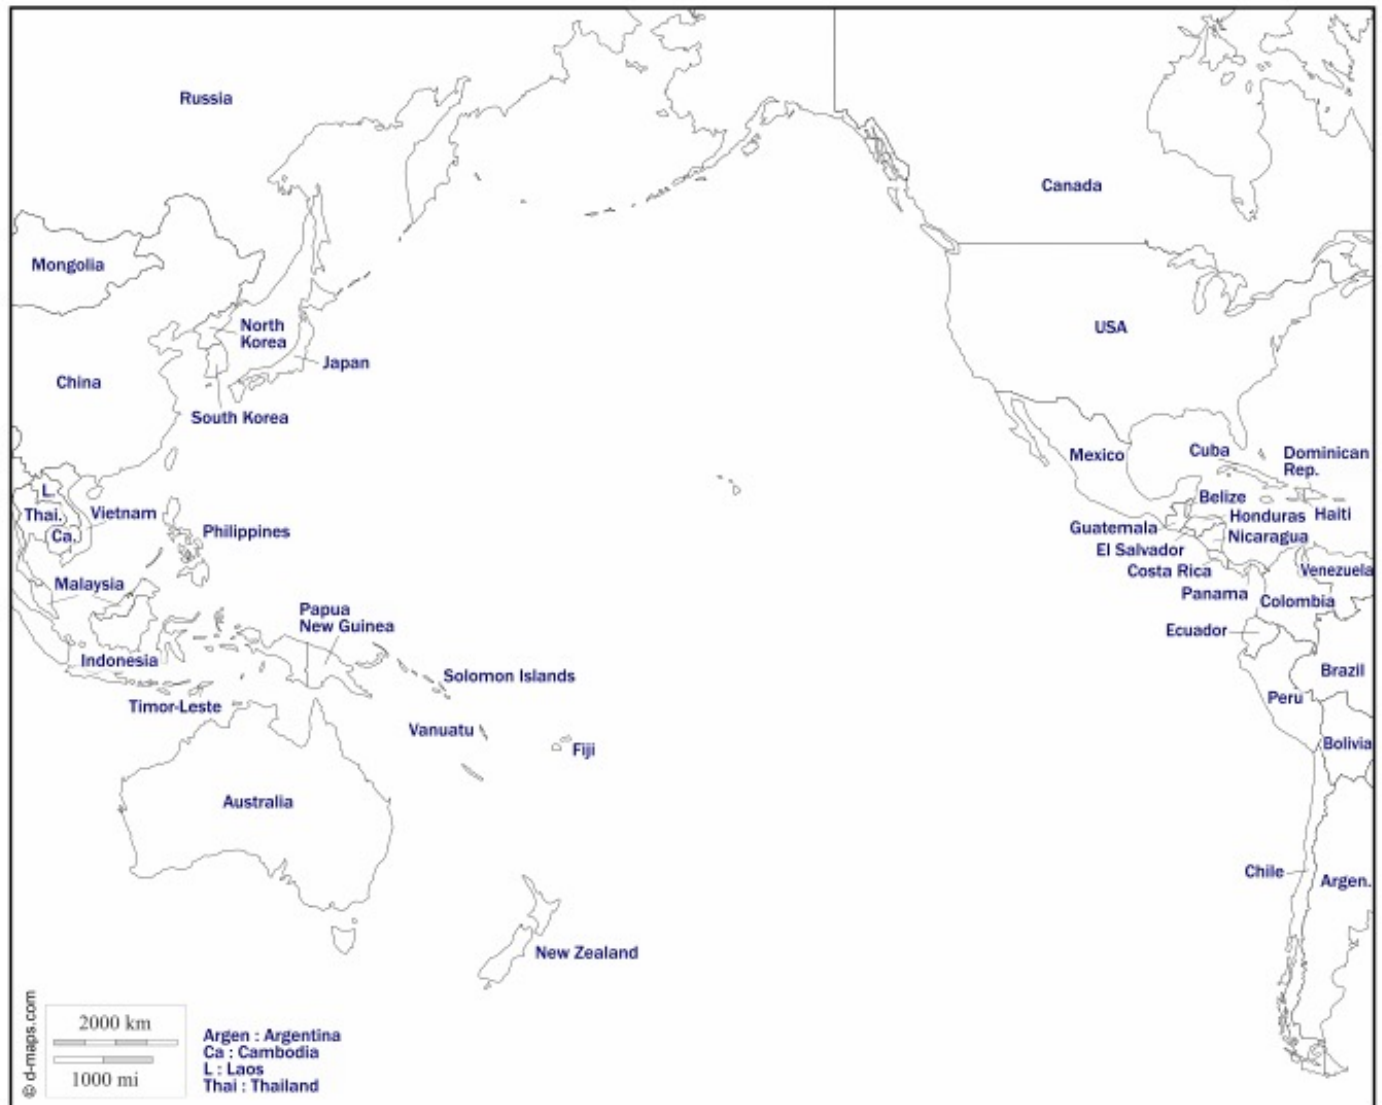 Russia
Canada
Mongolia
North
Korea
USA
Japan
China
South Korea
Mexico
Cuba
Dominican
Rep.
L.
Thai.
Vietnam
Ca.
Philippines
Belize
Honduras
Haiti
Guatemala
Nicaragua
El Salvador
Costa Rica
Venezuela
Malaysia
Panama
Colombia
Papua
New Guinea
Ecuador
Indonesia
Solomon Islands
Brazil
Timor-Leste
Peru
Vanuatu
Fiji
Bolivia
Australia
Chile
Argen.
New Zealand
© d-maps.com
2000 km
1000 mi
Argen : Argentina
Ca : Cambodia
L : Laos
Thai : Thailand